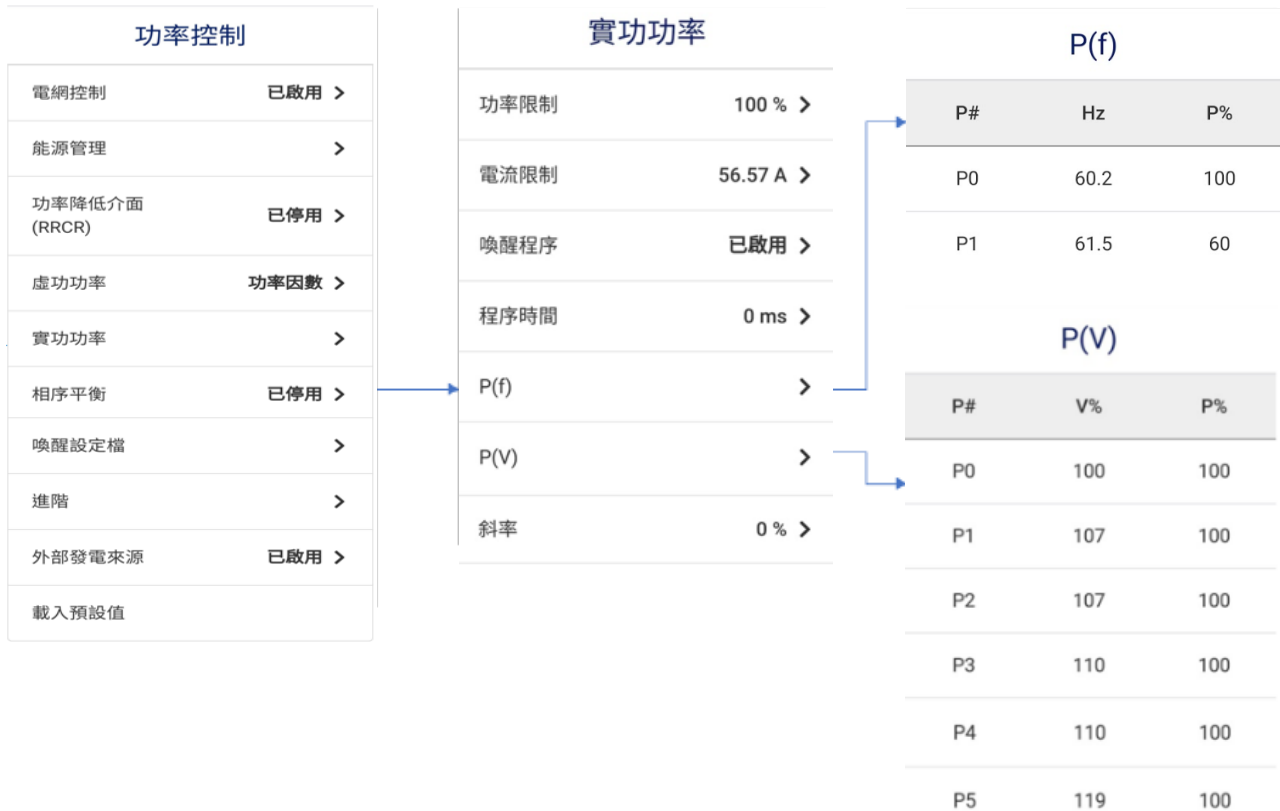 功率控制
電網控制 已啟用
能源管理
功率降低介面
(RRCR) 已停用
虛功功率 功率因數
實功功率
相序平衡 已停用
喚醒設定檔
進階
外部發電來源 已啟用
載入預設值
實功功率
功率限制 100 %
電流限制 56.57 A
喚醒程序 已啟用
程序時間 0 ms
P(f)
P(V)
斜率 0 %
P(f)
P# Hz P%
P0 60.2 100
P1 61.5 60
P(V)
P# V% P%
P0 100 100
P1 107 100
P2 107 100
P3 110 100
P4 110 100
P5 119 100